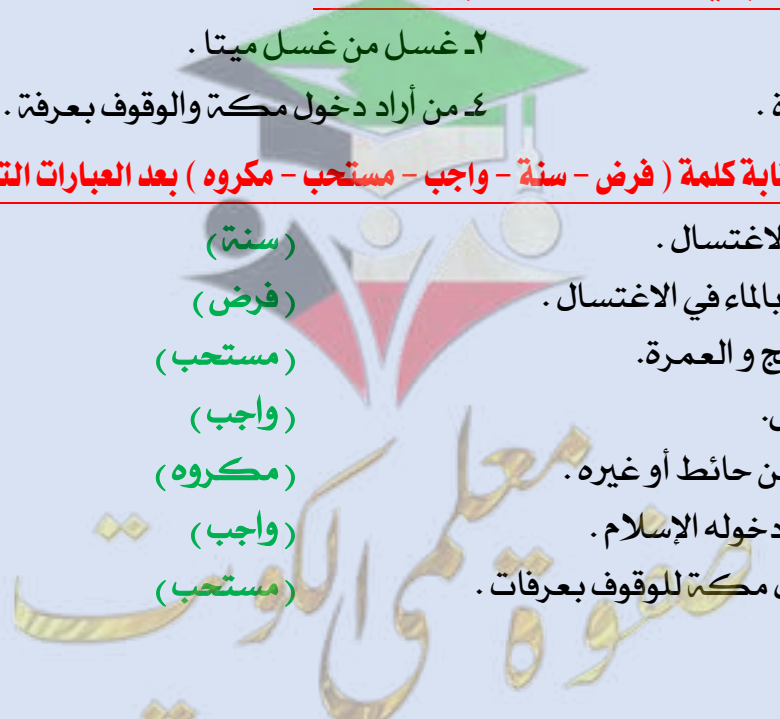 ٢ـ غسل من غسل ميتا .
ة . ٤ـ من أراد دخول مكة والوقوف بعرفة .
ابة كلمة ( فرض - سنة - واجب - مستحب - مكروه ) بعد العبارات الت
لاغتسال . ( سنة )
بالماء في الاغتسال . ( فرض )
ج و العمرة. ( مستحب )
( واجب )
ن حائط أو غيره . ( مكروه )
دخوله الإسلام . ( واجب )
مكة للوقوف بعرفات . ( مستحب )
صفوة معلمى الكويت